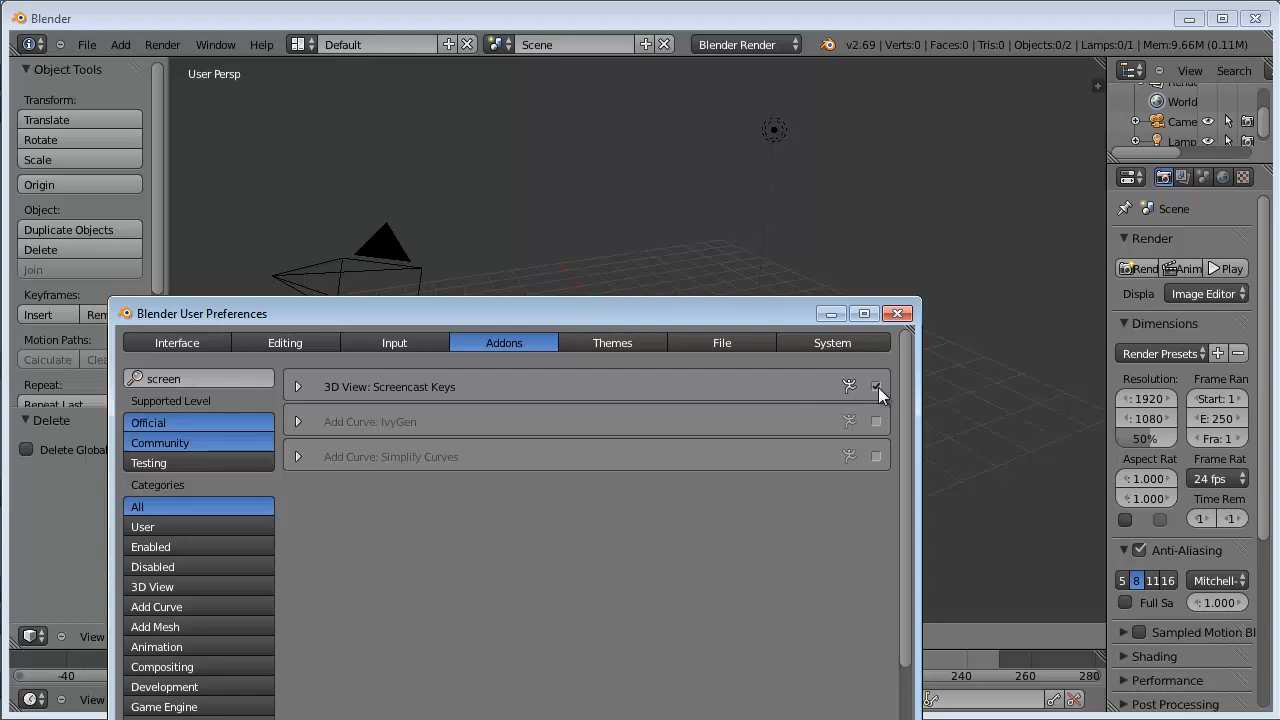 Blender
File Add Render Window Help Default Scene Blender Render v2.69 | Verts:0 | Faces:0 | Tris:0 | Objects:0/2 | Lamps:0/1 | Mem:9.66M (0.11M)
Object Tools
Transform:
Translate
Rotate
Scale
Origin
Object:
Duplicate Objects
Delete
Join
Keyframes:
Insert
Motion Paths:
Calculate
Repeat:
Repeat Last
Delete
Delete Global
View
-40
View
User Persp
Blender User Preferences
Interface Editing Input Addons Themes File System
screen
Supported Level
Official
Community
Testing
Categories
All
User
Enabled
Disabled
3D View
Add Curve
Add Mesh
Animation
Compositing
Development
Game Engine
3D View: Screencast Keys
Add Curve: IvyGen
Add Curve: Simplify Curves
240 260 280
View Search
World
Came
Lamp
Scene
Render
Rend Anim Play
Displa Image Editor
Dimensions
Render Presets
Resolution: Frame Ran
: 1920 Start: 1
: 1080 E: 250
50% Fra: 1
Aspect Rat Frame Rat
: 1.000 24 fps
: 1.000 Time Rem
: 1 : 1
Anti-Aliasing
5 8 11 16 Mitchell-
Full Sa : 1.000
Sampled Motion Bl
Shading
Performance
Post Processing